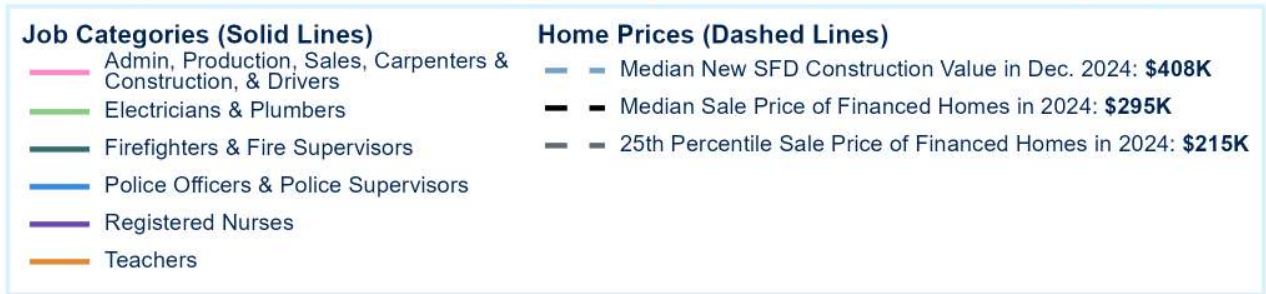 Job Categories (Solid Lines)
Admin, Production, Sales, Carpenters &
Construction, & Drivers
Electricians & Plumbers
Firefighters & Fire Supervisors
Police Officers & Police Supervisors
Registered Nurses
Teachers
Home Prices (Dashed Lines)
Median New SFD Construction Value in Dec. 2024: $408K
Median Sale Price of Financed Homes in 2024: $295K
25th Percentile Sale Price of Financed Homes in 2024: $215K